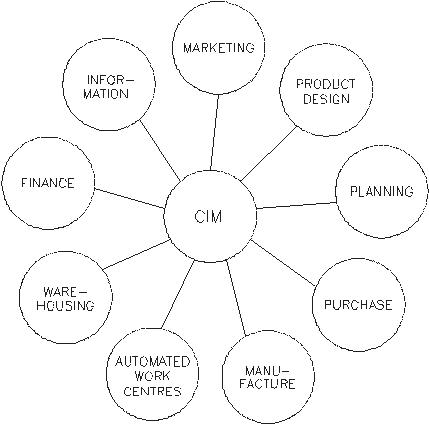 MARKETING
INFOR-
MATION
PRODUCT
DESIGN
FINANCE
PLANNING
CIM
WARE-
HOUSING
PURCHASE
AUTOMATED
WORK
CENTRES
MANU-
FACTURE